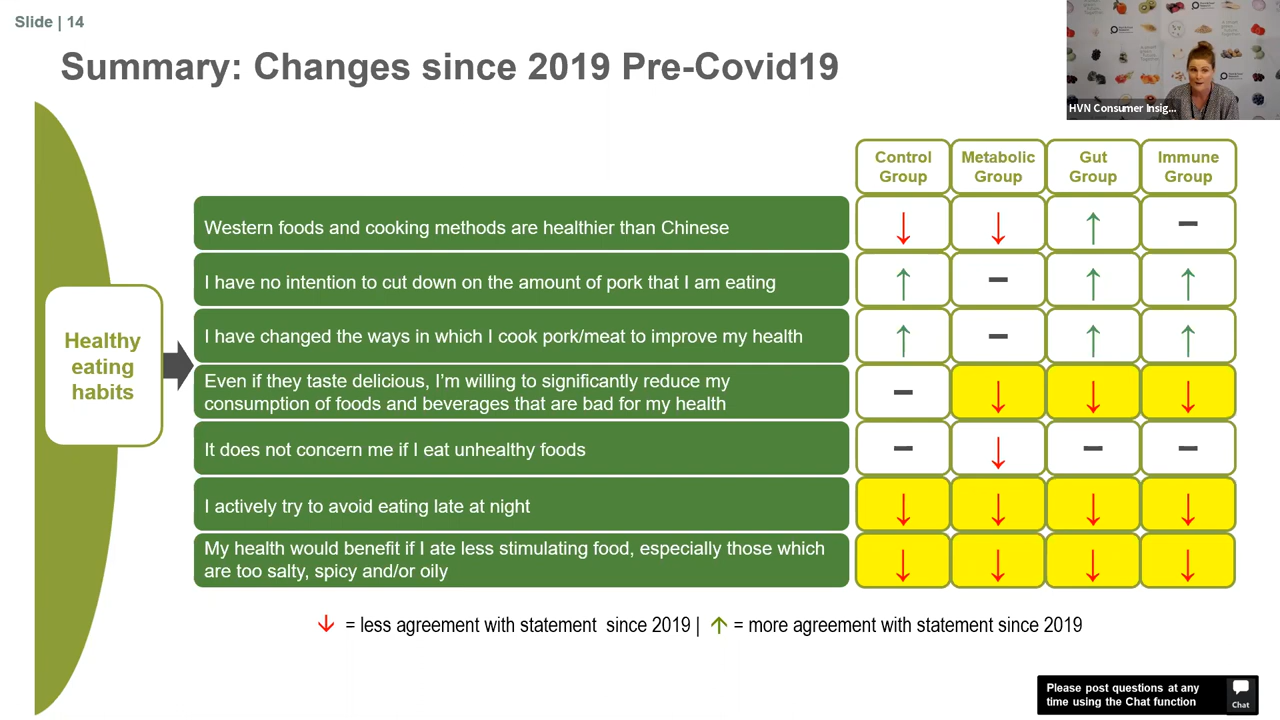 Slide | 14
Summary: Changes since 2019 Pre-Covid19
HVN Consumer Insig...
Control
Group
Metabolic
Group
Gut
Group
Immune
Group
Healthy
eating
habits
Western foods and cooking methods are healthier than Chinese
↓ ↓ ↑ –
I have no intention to cut down on the amount of pork that I am eating
↑ – ↑ ↑
I have changed the ways in which I cook pork/meat to improve my health
↑ – ↑ ↑
Even if they taste delicious, I'm willing to significantly reduce my
consumption of foods and beverages that are bad for my health
– ↓ ↓ ↓
It does not concern me if I eat unhealthy foods
– ↓ – –
I actively try to avoid eating late at night
↓ ↓ ↓ ↓
My health would benefit if I ate less stimulating food, especially those which
are too salty, spicy and/or oily
↓ ↓ ↓ ↓
↓ = less agreement with statement since 2019 | ↑ = more agreement with statement since 2019
Please post questions at any
time using the Chat function
Chat